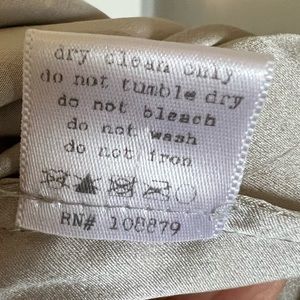 dry clean only
do not tumble dry
do not bleach
do not wash
do not iron
RN# 108879